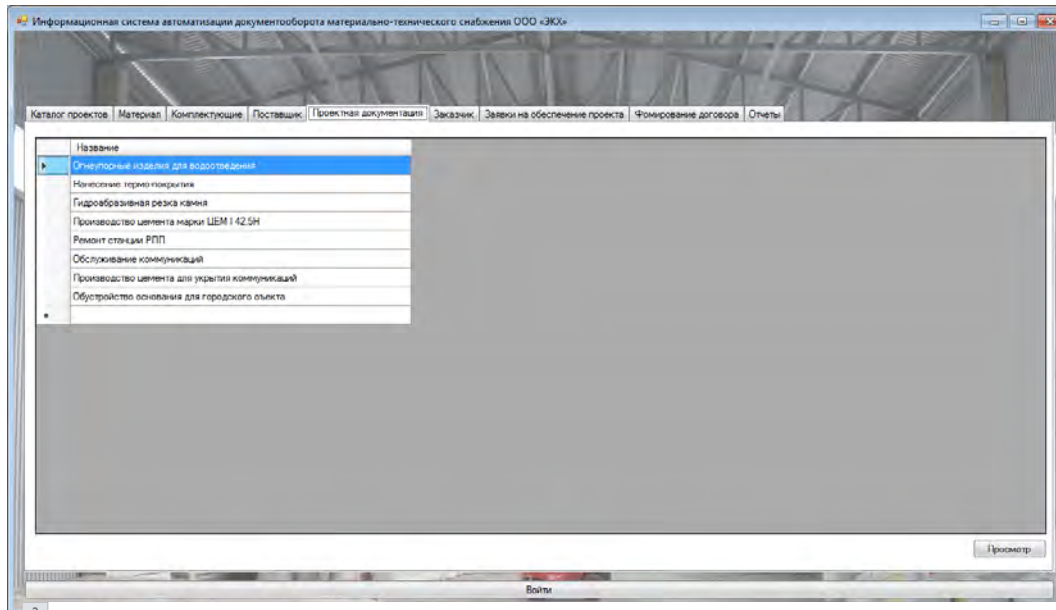 Информационная система автоматизации документооборота материально-технического снабжения ООО «ЭКХ»
Каталог проектов Материал Комплектующие Поставщик Проектная документация Заказчик Заявки на обеспечение проекта Фомирование договора Отчеты
Название
Огнеупорные изделия для водоотведения
Нанесение термо-покрытия
Гидроабразивная резка камня
Производство цемента марки ЦЕМ I 42.5Н
Ремонт станции РПП
Обслуживание коммуникаций
Производство цемента для укрытия коммуникаций
Обустройство основания для городского оъекта
Просмотр
Войти